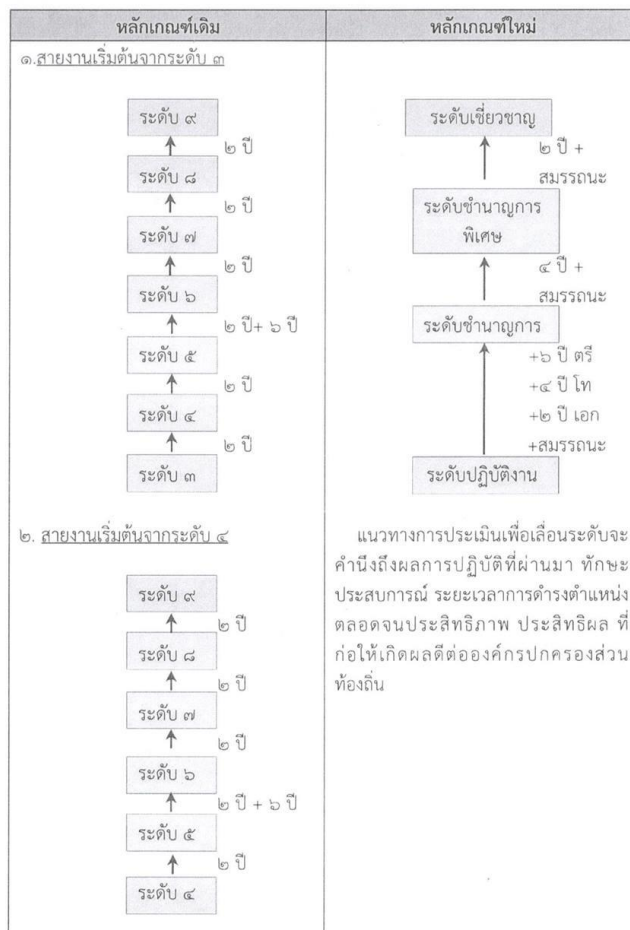 หลักเกณฑ์เดิม
หลักเกณฑ์ใหม่
๑.สายงานเริ่มต้นจากระดับ ๓
ระดับ ๙
๒ ปี
ระดับ ๘
๒ ปี
ระดับ ๗
๒ ปี
ระดับ ๖
๒ ปี+ ๖ ปี
ระดับ ๕
๒ ปี
ระดับ ๔
๒ ปี
ระดับ ๓
๒. สายงานเริ่มต้นจากระดับ ๔
ระดับ ๙
๒ ปี
ระดับ ๘
๒ ปี
ระดับ ๗
๒ ปี
ระดับ ๖
๒ ปี + ๖ ปี
ระดับ ๕
๒ ปี
ระดับ ๔
ระดับเชี่ยวชาญ
๒ ปี +
สมรรถนะ
ระดับชำนาญการ
พิเศษ
๔ ปี +
สมรรถนะ
ระดับชำนาญการ
+๖ ปี ตรี
+๔ ปี โท
+๒ ปี เอก
+สมรรถนะ
ระดับปฏิบัติงาน
แนวทางการประเมินเพื่อเลื่อนระดับจะ
คำนึงถึงผลการปฏิบัติที่ผ่านมา ทักษะ
ประสบการณ์ ระยะเวลาการดำรงตำแหน่ง
ตลอดจนประสิทธิภาพ ประสิทธิผล ที่
ก่อให้เกิดผลดีต่อองค์กรปกครองส่วน
ท้องถิ่น